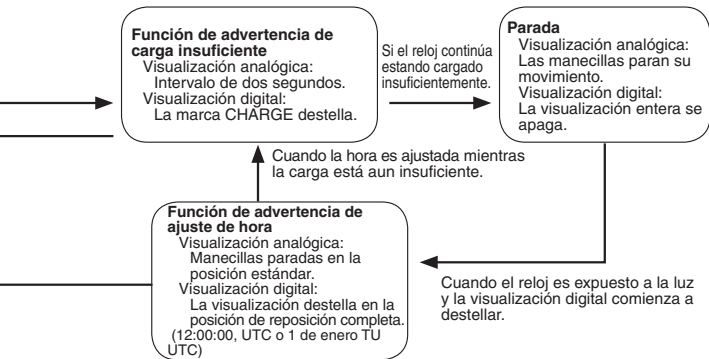 Función de advertencia de
carga insuficiente
Visualización analógica:
Intervalo de dos segundos.
Visualización digital:
La marca CHARGE destella.
Si el reloj continúa
estando cargado
insuficientemente.
Parada
Visualización analógica:
Las manecillas paran su
movimiento.
Visualización digital:
La visualización entera se
apaga.
Cuando la hora es ajustada mientras
la carga está aun insuficiente.
Función de advertencia de
ajuste de hora
Visualización analógica:
Manecillas paradas en la
posición estándar.
Visualización digital:
La visualización destella en la
posición de reposición completa.
(12:00:00, UTC o 1 de enero TU
UTC)
Cuando el reloj es expuesto a la luz
y la visualización digital comienza a
destellar.